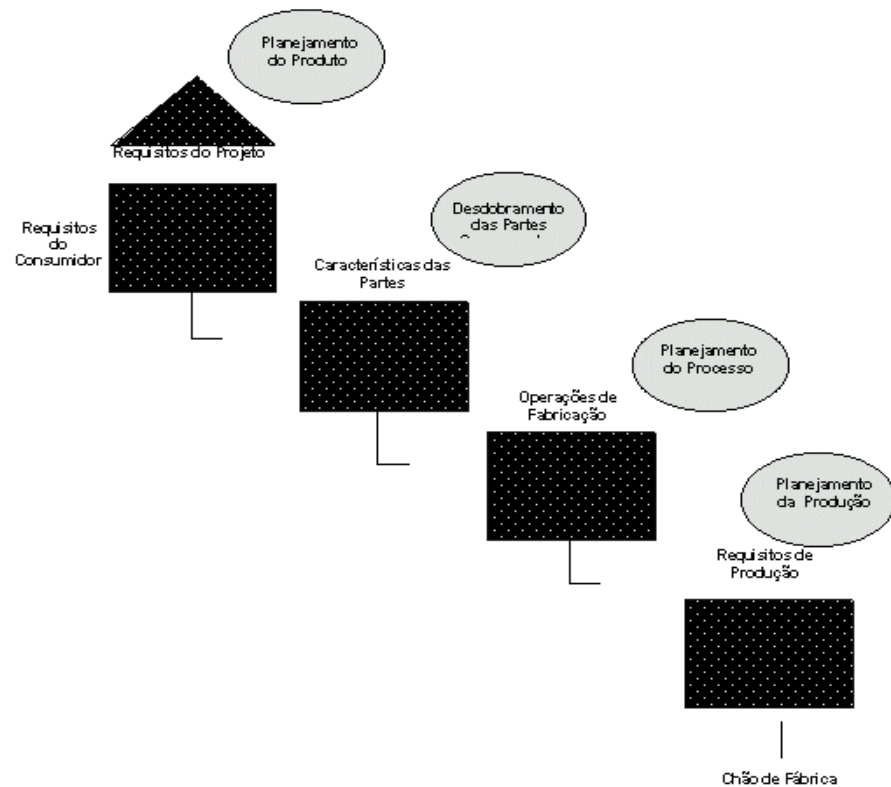 Planejamento
do Produto
Requisitos do Projeto
Requisitos
do
Consumidor
Desdobramento
das Partes
Características das
Partes
Planejamento
do Processo
Operações de
Fabricação
Planejamento
da Produção
Requisitos de
Produção
Chão de Fábrica